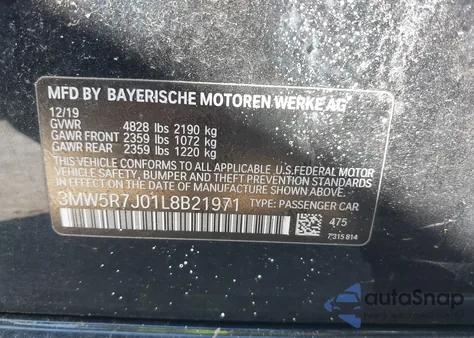 MFD BY BAYERISCHE MOTOREN WERKE AG
12/19
GVWR 4828 lbs 2190 kg
GAWR FRONT 2359 lbs 1072 kg
GAWR REAR 2359 lbs 1220 kg
THIS VEHICLE CONFORMS TO ALL APPLICABLE U.S.FEDERAL MOTOR
VEHICLE SAFETY, BUMPER, AND THEFT PREVENTION STANDARDS
IN EFFECT ON THE DATE OF MANUFACTURE SHOWN ABOVE.
3MW5R7J01L8B21971 TYPE: PASSENGER CAR
475
7315814
autoSnap